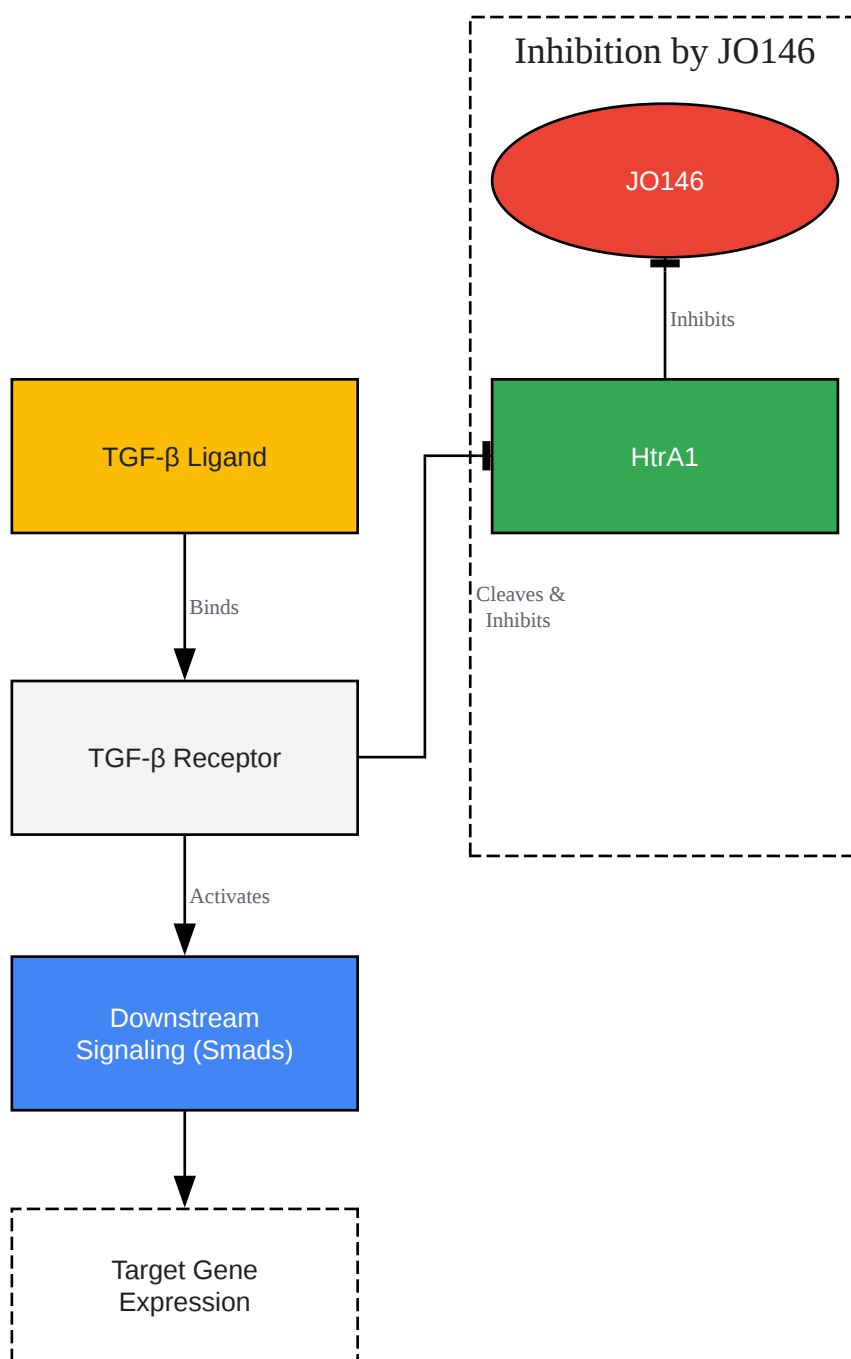 Inhibition by JO146
JO146
Inhibits
TGF-β Ligand
HtrA1
Binds
Cleaves &
Inhibits
TGF-β Receptor
Activates
Downstream
Signaling (Smads)
Target Gene
Expression